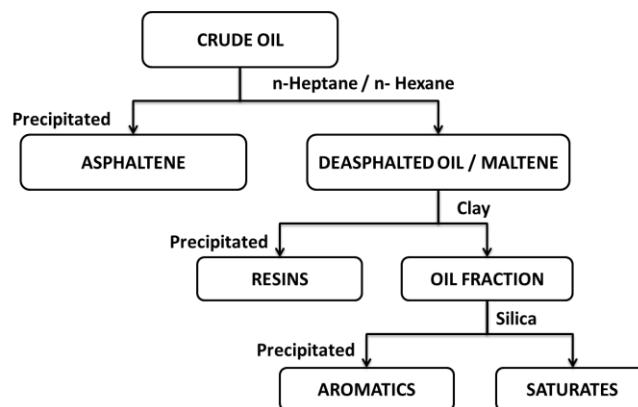 CRUDE OIL
n-Heptane / n- Hexane
Precipitated
ASPHALTENE
DEASPHALTED OIL / MALTENE
Clay
Precipitated
RESINS
OIL FRACTION
Silica
Precipitated
AROMATICS
SATURATES